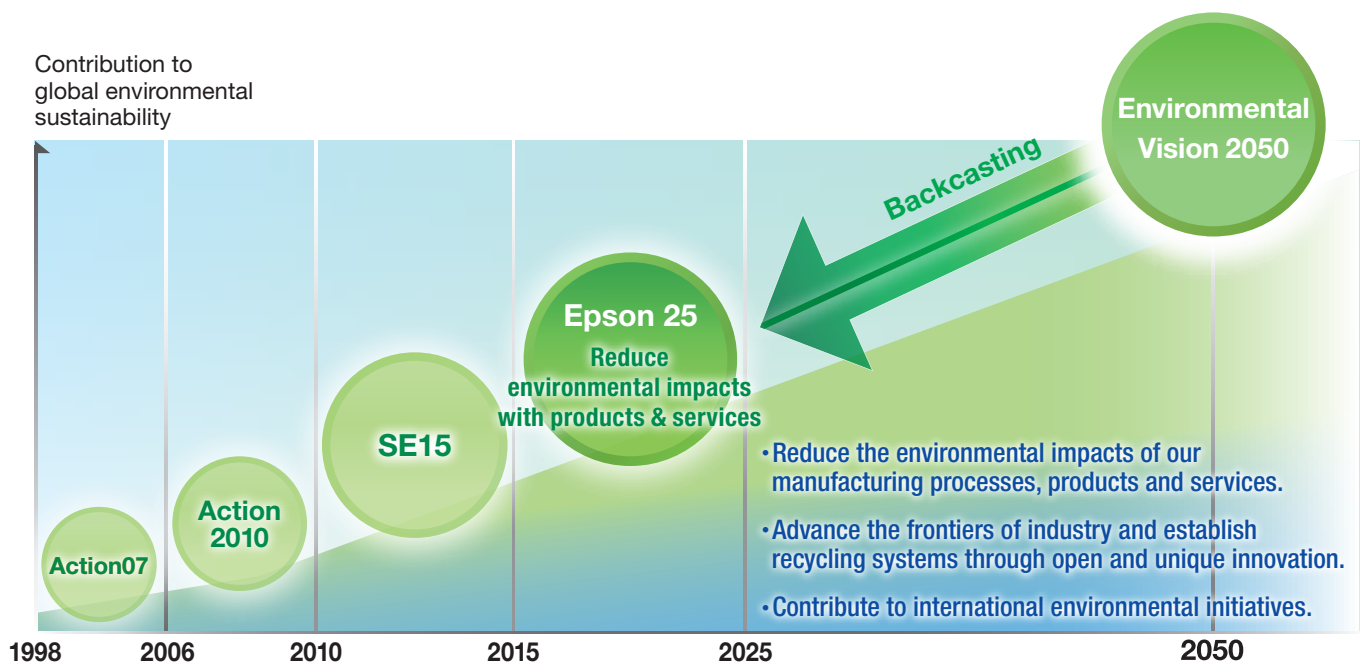 Contribution to
global environmental
sustainability
Environmental
Vision 2050
Backcasting
Epson 25
Reduce
environmental impacts
with products & services
SE15
Action
2010
Action07
•Reduce the environmental impacts of our
manufacturing processes, products and services.
•Advance the frontiers of industry and establish
recycling systems through open and unique innovation.
•Contribute to international environmental initiatives.
1998 2006 2010 2015 2025 2050